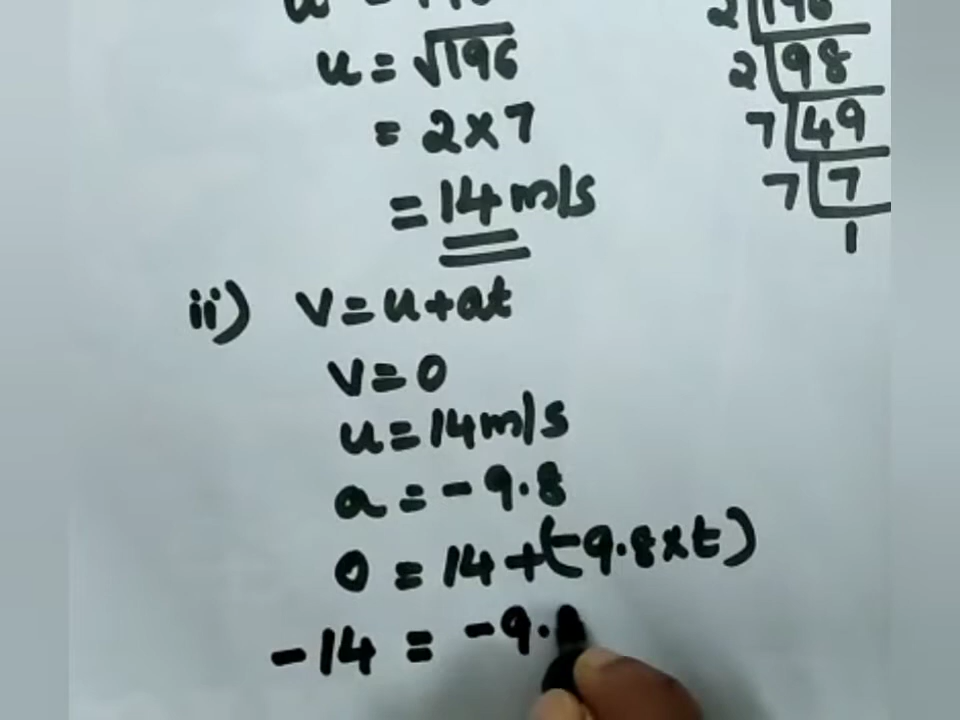 u = √196
= 2×7
= 14 m/s
2 98
7 49
7 7
1
ii) v=u+at
v=0
u=14m/s
a=-9.8
0 = 14+(-9.8×t)
-14 = -9.